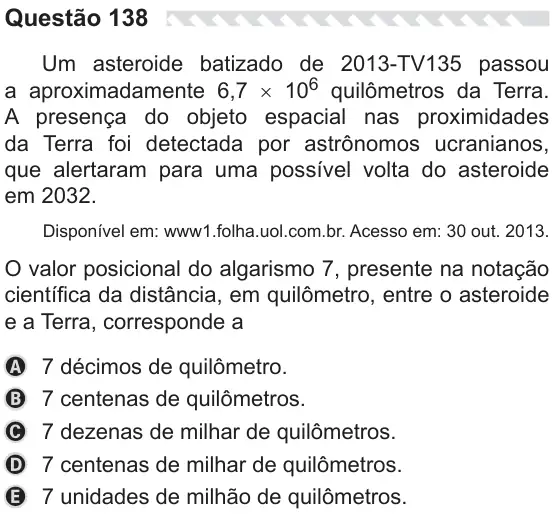 Questão 138
Um asteroide batizado de 2013-TV135 passou
a aproximadamente 6,7 × 10⁶ quilômetros da Terra.
A presença do objeto espacial nas proximidades
da Terra foi detectada por astrônomos ucranianos,
que alertaram para uma possível volta do asteroide
em 2032.
Disponível em: www1.folha.uol.com.br. Acesso em: 30 out. 2013.
O valor posicional do algarismo 7, presente na notação
científica da distância, em quilômetro, entre o asteroide
e a Terra, corresponde a
A 7 décimos de quilômetro.
B 7 centenas de quilômetros.
C 7 dezenas de milhar de quilômetros.
D 7 centenas de milhar de quilômetros.
E 7 unidades de milhão de quilômetros.